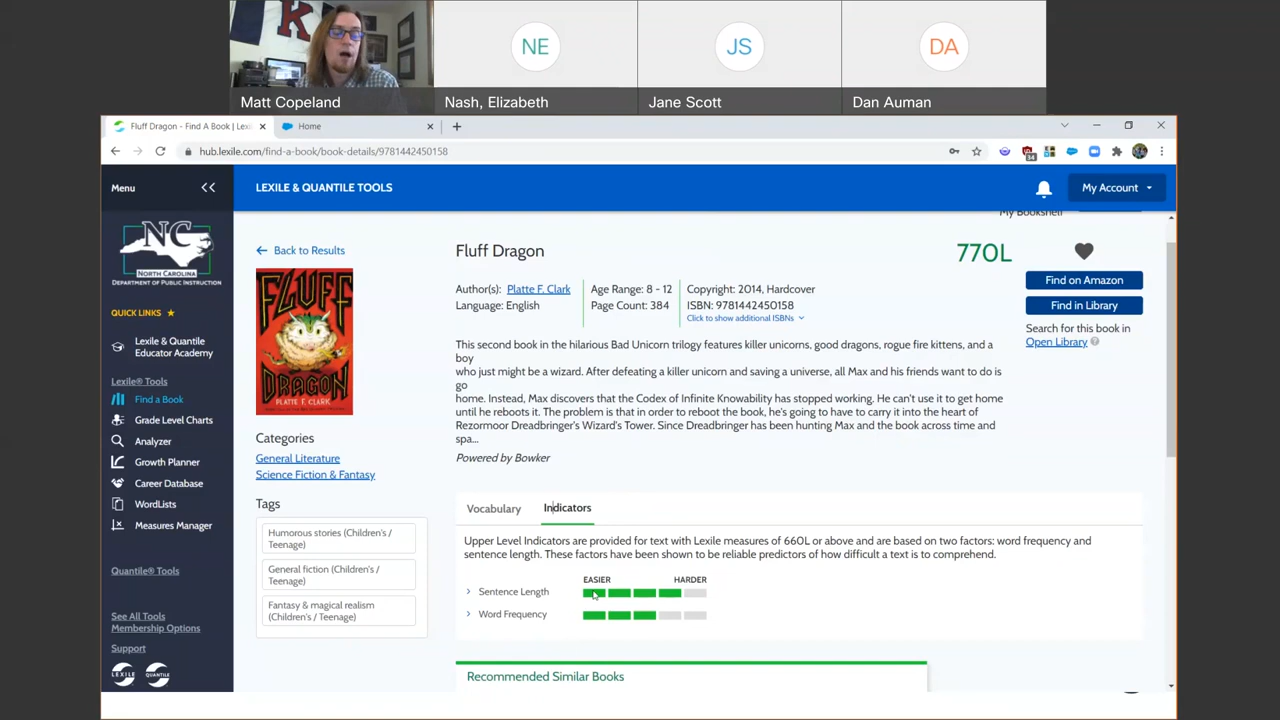 NE
JS
DA
Matt Copeland
Nash, Elizabeth
Jane Scott
Dan Auman
Fluff Dragon - Find A Book | Lexi
Home
hub.lexile.com/find-a-book/book-details/9781442450158
Menu
LEXILE & QUANTILE TOOLS
My Account
My Bookshelf
NC
NORTH CAROLINA
DEPARTMENT OF PUBLIC INSTRUCTION
QUICK LINKS
Lexile & Quantile
Educator Academy
Lexile® Tools
Find a Book
Grade Level Charts
Analyzer
Growth Planner
Career Database
WordLists
Measures Manager
Quantile® Tools
See All Tools
Membership Options
Support
LEXILE
QUANTILE
Back to Results
FLUFF
DRAGON
PLATTE F. CLARK
Categories
General Literature
Science Fiction & Fantasy
Tags
Humorous stories (Children's /
Teenage)
General fiction (Children's /
Teenage)
Fantasy & magical realism
(Children's / Teenage)
Fluff Dragon
770L
Author(s): Platte F. Clark
Language: English
Age Range: 8 - 12
Page Count: 384
Copyright: 2014, Hardcover
ISBN: 9781442450158
Click to show additional ISBNs
Find on Amazon
Find in Library
Search for this book in
Open Library
This second book in the hilarious Bad Unicorn trilogy features killer unicorns, good dragons, rogue fire kittens, and a
boy
who just might be a wizard. After defeating a killer unicorn and saving a universe, all Max and his friends want to do is
go
home. Instead, Max discovers that the Codex of Infinite Knowability has stopped working. He can't use it to get home
until he reboots it. The problem is that in order to reboot the book, he's going to have to carry it into the heart of
Rezormoor Dreadbringer's Wizard's Tower. Since Dreadbringer has been hunting Max and the book across time and
spa...
Powered by Bowker
Vocabulary
Indicators
Upper Level Indicators are provided for text with Lexile measures of 660L or above and are based on two factors: word frequency and
sentence length. These factors have been shown to be reliable predictors of how difficult a text is to comprehend.
EASIER
HARDER
Sentence Length
Word Frequency
Recommended Similar Books